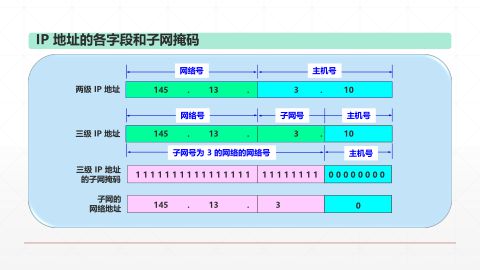 IP 地址的各字段和子网掩码
网络号 主机号
两级 IP 地址 145 . 13 . 3 . 10
网络号 子网号 主机号
三级 IP 地址 145 . 13 . 3 . 10
子网号为 3 的网络的网络号 主机号
三级 IP 地址
的子网掩码
1 1 1 1 1 1 1 1 1 1 1 1 1 1 1 1 1 1 1 1 1 1 1 1 0 0 0 0 0 0 0 0
子网的
网络地址
145 . 13 . 3 0